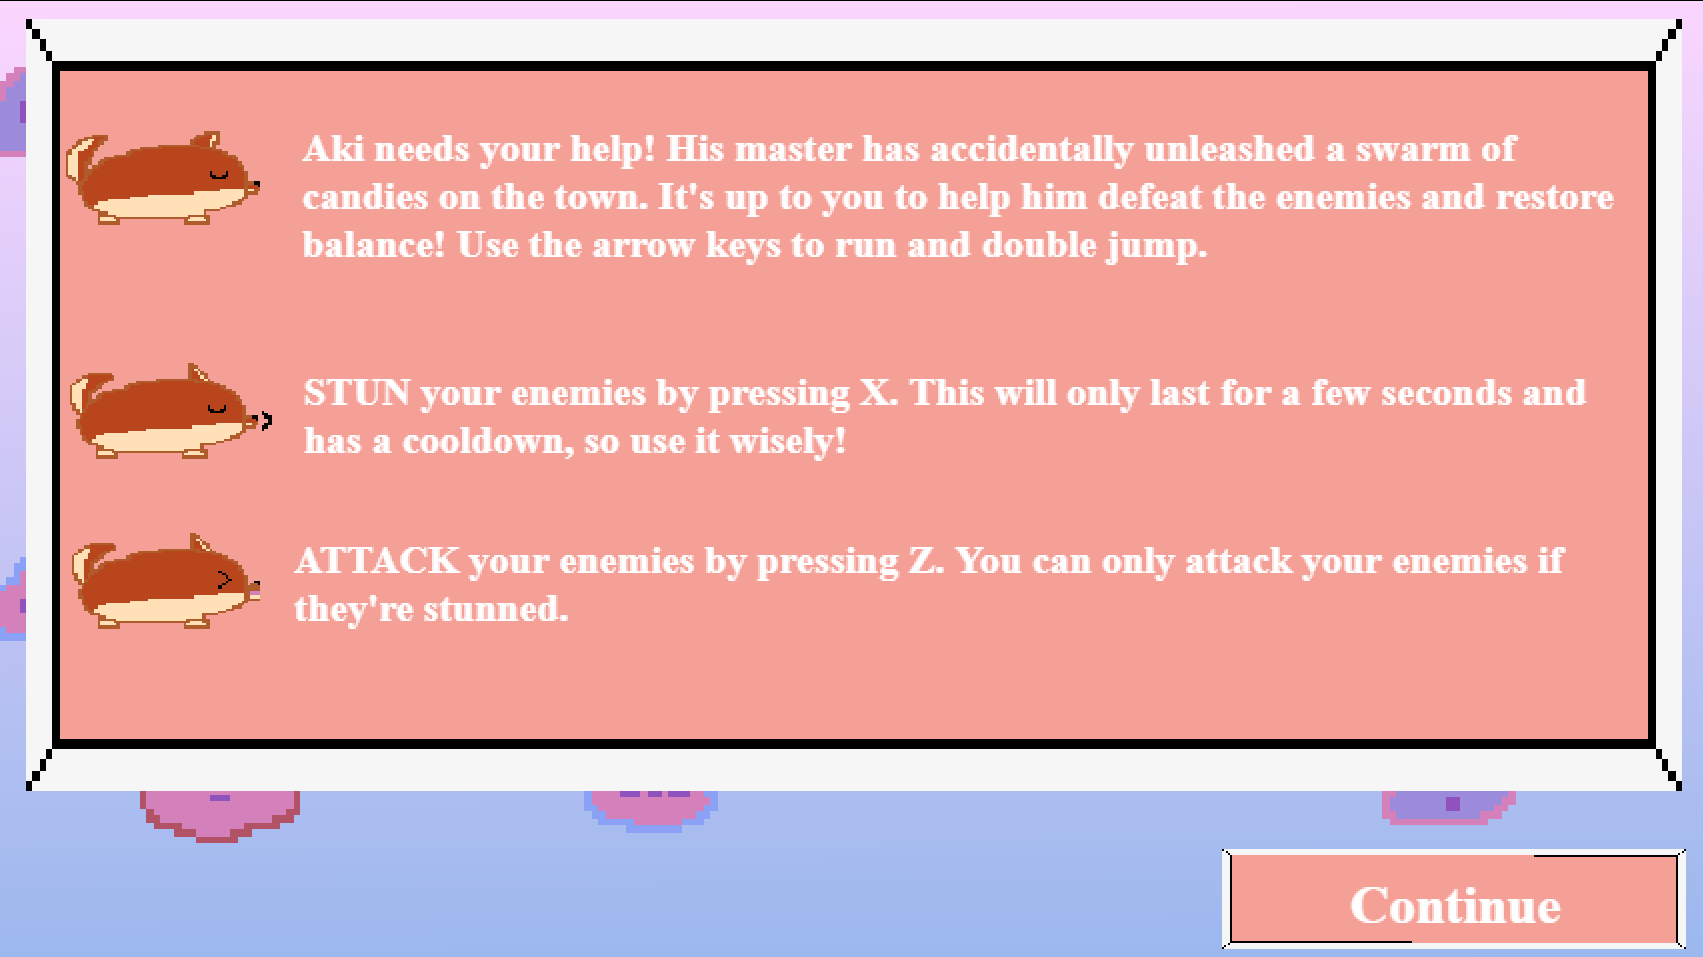 Aki needs your help! His master has accidentally unleashed a swarm of
candies on the town. It's up to you to help him defeat the enemies and restore
balance! Use the arrow keys to run and double jump.
STUN your enemies by pressing X. This will only last for a few seconds and
has a cooldown, so use it wisely!
ATTACK your enemies by pressing Z. You can only attack your enemies if
they're stunned.
Continue